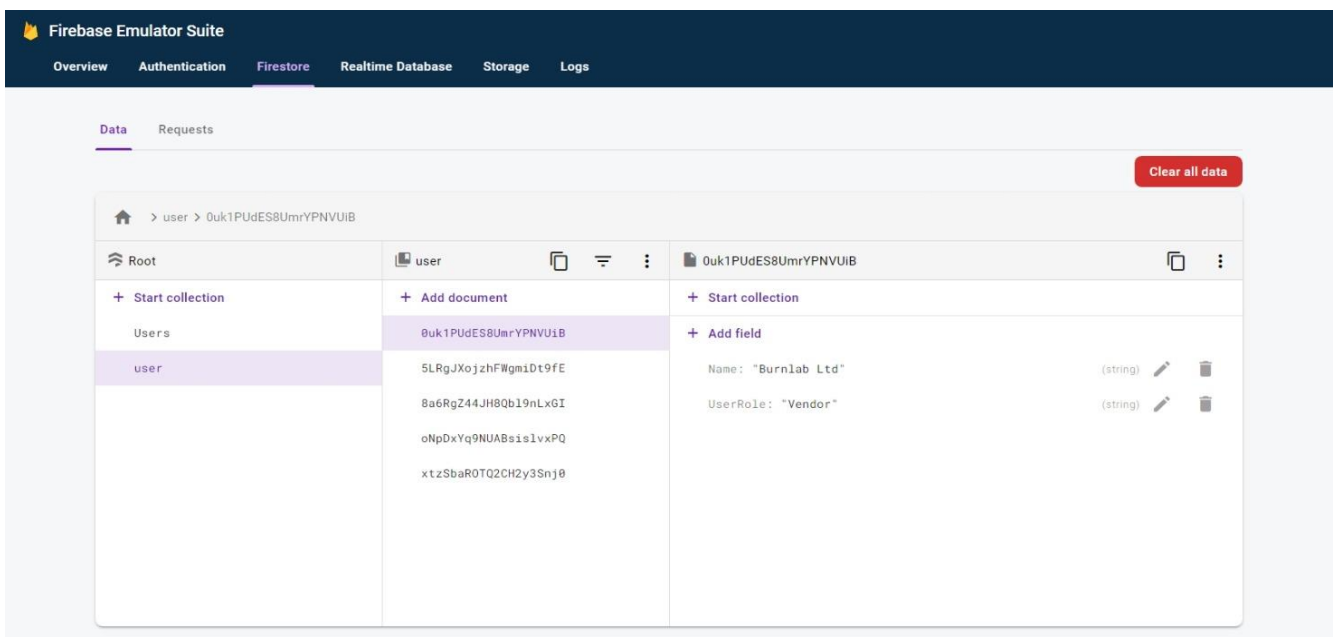 Firebase Emulator Suite
Overview Authentication Firestore Realtime Database Storage Logs
Data Requests
Clear all data
> user > 0uk1PUdES8UmrYPNVUiB
Root
+ Start collection
Users
user
user
+ Add document
0uk1PUdES8UmrYPNVUiB
5LRgJXojzhFWgmiDt9fE
8a6RgZ44JH8Qbl9nLxGI
oNpDxYq9NUABsislvxPQ
xtzSbaROTQ2CH2y3Snj0
0uk1PUdES8UmrYPNVUiB
+ Start collection
+ Add field
Name: "Burnlab Ltd" (string)
UserRole: "Vendor" (string)